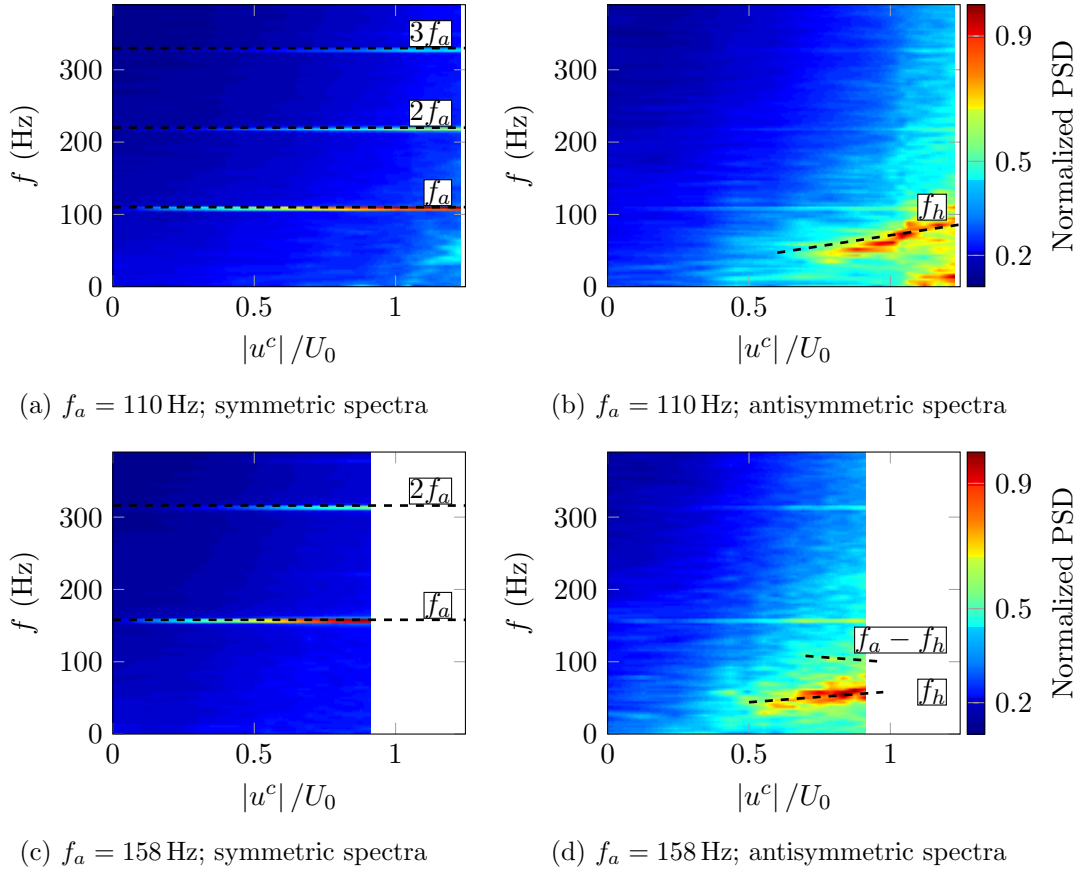 3f_a
2f_a
f_a
300
200
100
0
f (Hz)
0 0.5 1
|u^c| / U_0
(a) f_a = 110 Hz; symmetric spectra
f_h
300
200
100
0
f (Hz)
0 0.5 1
|u^c| / U_0
0.9
0.5
0.2
Normalized PSD
(b) f_a = 110 Hz; antisymmetric spectra
2f_a
f_a
300
200
100
0
f (Hz)
0 0.5 1
|u^c| / U_0
(c) f_a = 158 Hz; symmetric spectra
f_a − f_h
f_h
300
200
100
0
f (Hz)
0 0.5 1
|u^c| / U_0
0.9
0.5
0.2
Normalized PSD
(d) f_a = 158 Hz; antisymmetric spectra